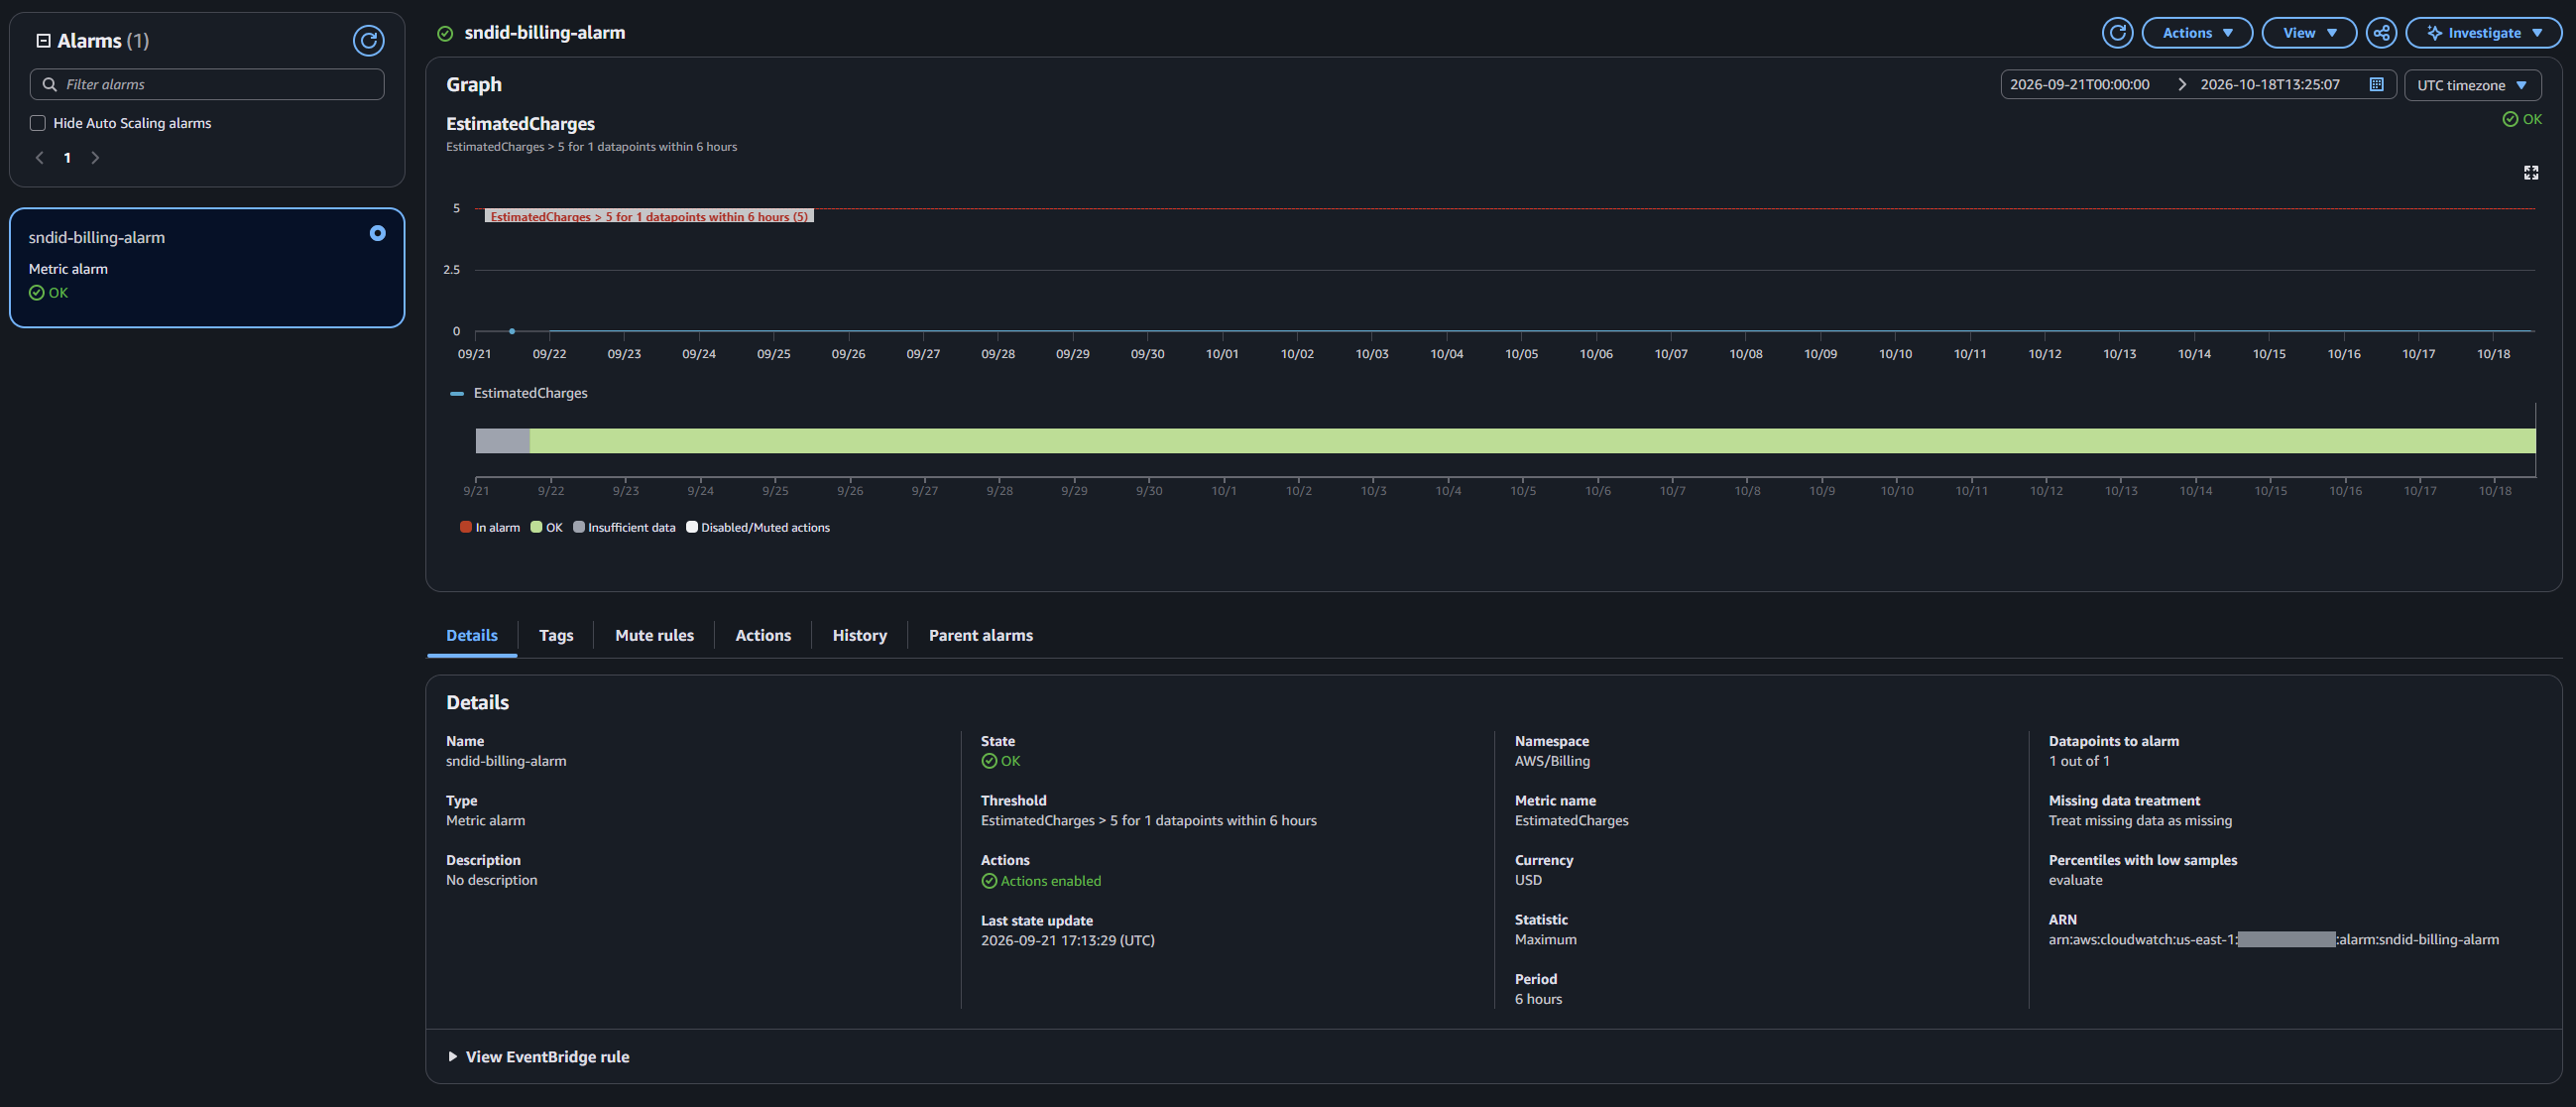 Alarms (1)
Filter alarms
Hide Auto Scaling alarms
1
sndid-billing-alarm
Metric alarm
OK
sndid-billing-alarm
Actions
View
Investigate
Graph
2026-09-21T00:00:00
2026-10-18T13:25:07
UTC timezone
EstimatedCharges
OK
EstimatedCharges > 5 for 1 datapoints within 6 hours
5
EstimatedCharges > 5 for 1 datapoints within 6 hours (5)
2.5
0
09/21 09/22 09/23 09/24 09/25 09/26 09/27 09/28 09/29 09/30 10/01 10/02 10/03 10/04 10/05 10/06 10/07 10/08 10/09 10/10 10/11 10/12 10/13 10/14 10/15 10/16 10/17 10/18
EstimatedCharges
9/21 9/22 9/23 9/24 9/25 9/26 9/27 9/28 9/29 9/30 10/1 10/2 10/3 10/4 10/5 10/6 10/7 10/8 10/9 10/10 10/11 10/12 10/13 10/14 10/15 10/16 10/17 10/18
In alarm OK Insufficient data Disabled/Muted actions
Details
Tags
Mute rules
Actions
History
Parent alarms
Details
Name
sndid-billing-alarm
Type
Metric alarm
Description
No description
State
OK
Threshold
EstimatedCharges > 5 for 1 datapoints within 6 hours
Actions
Actions enabled
Last state update
2026-09-21 17:13:29 (UTC)
Namespace
AWS/Billing
Metric name
EstimatedCharges
Currency
USD
Statistic
Maximum
Period
6 hours
Datapoints to alarm
1 out of 1
Missing data treatment
Treat missing data as missing
Percentiles with low samples
evaluate
ARN
arn:aws:cloudwatch:us-east-1: :alarm:sndid-billing-alarm
View EventBridge rule